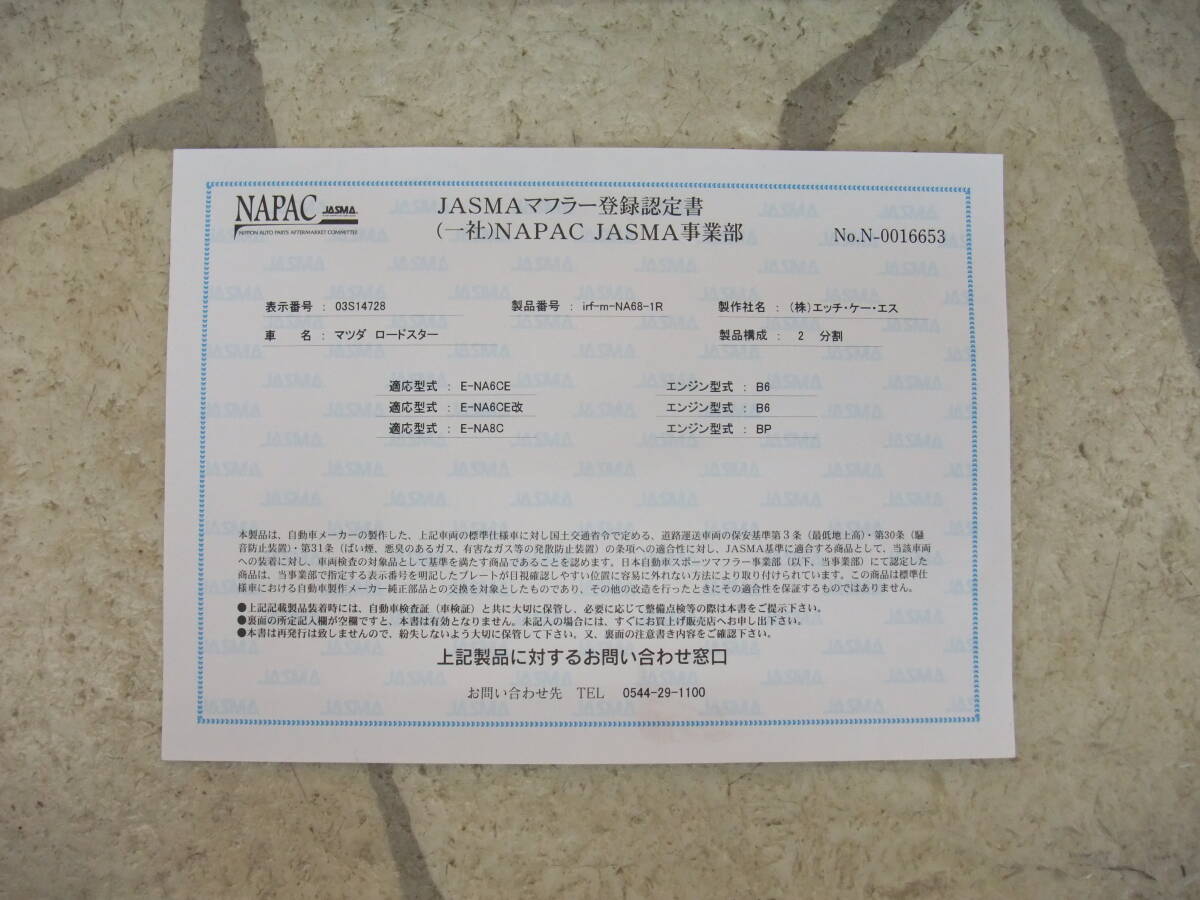 NAPAC JASMA
NIPPON AUTO PARTS AFTERMARKET COMMITTEE
JASMAマフラー登録認定書
(一社)NAPAC JASMA事業部
No.N-0016653
表示番号 : 03S14728
製品番号 : irf-m-NA68-1R
製作社名 : (株)エッチ・ケー・エス
車 名 : マツダ ロードスター
製品構成 : 2 分割
適応型式 : E-NA6CE
エンジン型式 : B6
適応型式 : E-NA6CE改
エンジン型式 : B6
適応型式 : E-NA8C
エンジン型式 : BP
本製品は、自動車メーカーの製作した、上記車両の標準仕様車に対し国土交通省令で定める、道路運送車両の保安基準第3条（最低地上高）・第30条（騒
音防止装置）・第31条（ばい煙、悪臭のあるガス、有害なガス等の発散防止装置）の条項への適合性に対し、JASMA基準に適合する商品として、当該車両
への装着に対し、車両検査の対象品として基準を満たす商品であることを認めます。日本自動車スポーツマフラー事業部（以下、当事業部）にて認定した
商品は、当事業部で指定する表示番号を明記したプレートが目視確認しやすい位置に容易に外れない方法により取り付けられています。この商品は標準仕
様車における自動車製作メーカー純正部品との交換を対象としたものであり、その他の改造を行ったときにその適合性を保証するものではありません。
●上記記載製品装着時には、自動車検査証（車検証）と共に大切に保管し、必要に応じて整備点検等の際は本書をご提示下さい。
●裏面の所定記入欄が空欄ですと、本書は有効となりません。未記入の場合には、すぐにお買上げ販売店へお申し出下さい。
●本書は再発行は致しませんので、紛失しないよう大切に保管して下さい。又、裏面の注意書き内容をご確認下さい。
上記製品に対するお問い合わせ窓口
お問い合わせ先 TEL 0544-29-1100